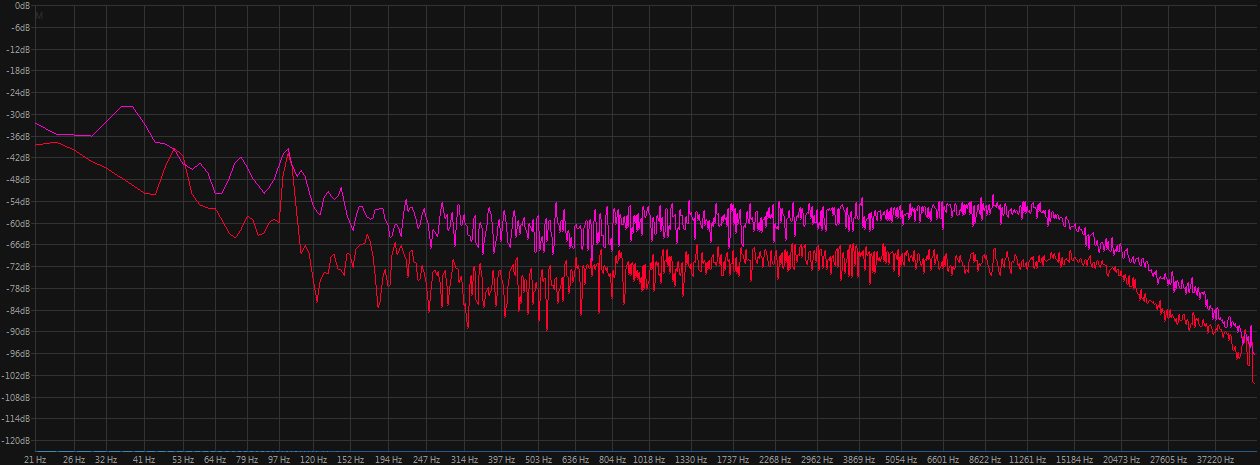 0dB
-6dB
-12dB
-18dB
-24dB
-30dB
-36dB
-42dB
-48dB
-54dB
-60dB
-66dB
-72dB
-78dB
-84dB
-90dB
-96dB
-102dB
-108dB
-114dB
-120dB
21 Hz 26 Hz 32 Hz 41 Hz 53 Hz 64 Hz 79 Hz 97 Hz 120 Hz 152 Hz 194 Hz 247 Hz 314 Hz 397 Hz 503 Hz 636 Hz 804 Hz 1018 Hz 1330 Hz 1737 Hz 2268 Hz 2962 Hz 3869 Hz 5054 Hz 6601 Hz 8622 Hz 11261 Hz 15184 Hz 20473 Hz 27605 Hz 37220 Hz